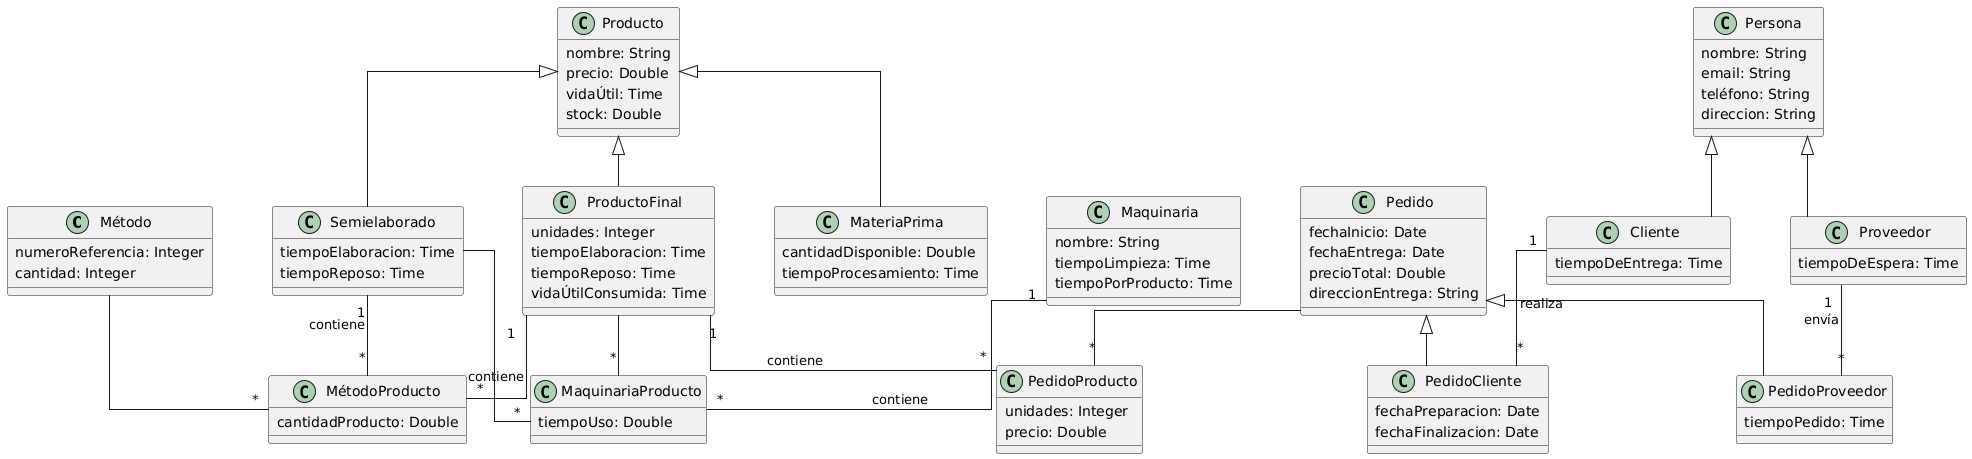 C Producto
nombre: String
precio: Double
vidaÚtil: Time
stock: Double
C Persona
nombre: String
email: String
teléfono: String
direccion: String
C Método
numeroReferencia: Integer
cantidad: Integer
C Semielaborado
tiempoElaboracion: Time
tiempoReposo: Time
C ProductoFinal
unidades: Integer
tiempoElaboracion: Time
tiempoReposo: Time
vidaÚtilConsumida: Time
C MateriaPrima
cantidadDisponible: Double
tiempoProcesamiento: Time
C Maquinaria
nombre: String
tiempoLimpieza: Time
tiempoPorProducto: Time
C Pedido
fechaInicio: Date
fechaEntrega: Date
precioTotal: Double
direccionEntrega: String
C Cliente
tiempoDeEntrega: Time
C Proveedor
tiempoDeEspera: Time
1
contiene
*
*
1
contiene
*
*
*
1
contiene
1
*
contiene
*
*
1
realiza
*
1
envía
*
C MétodoProducto
cantidadProducto: Double
C MaquinariaProducto
tiempoUso: Double
C PedidoProducto
unidades: Integer
precio: Double
C PedidoCliente
fechaPreparacion: Date
fechaFinalizacion: Date
C PedidoProveedor
tiempoPedido: Time